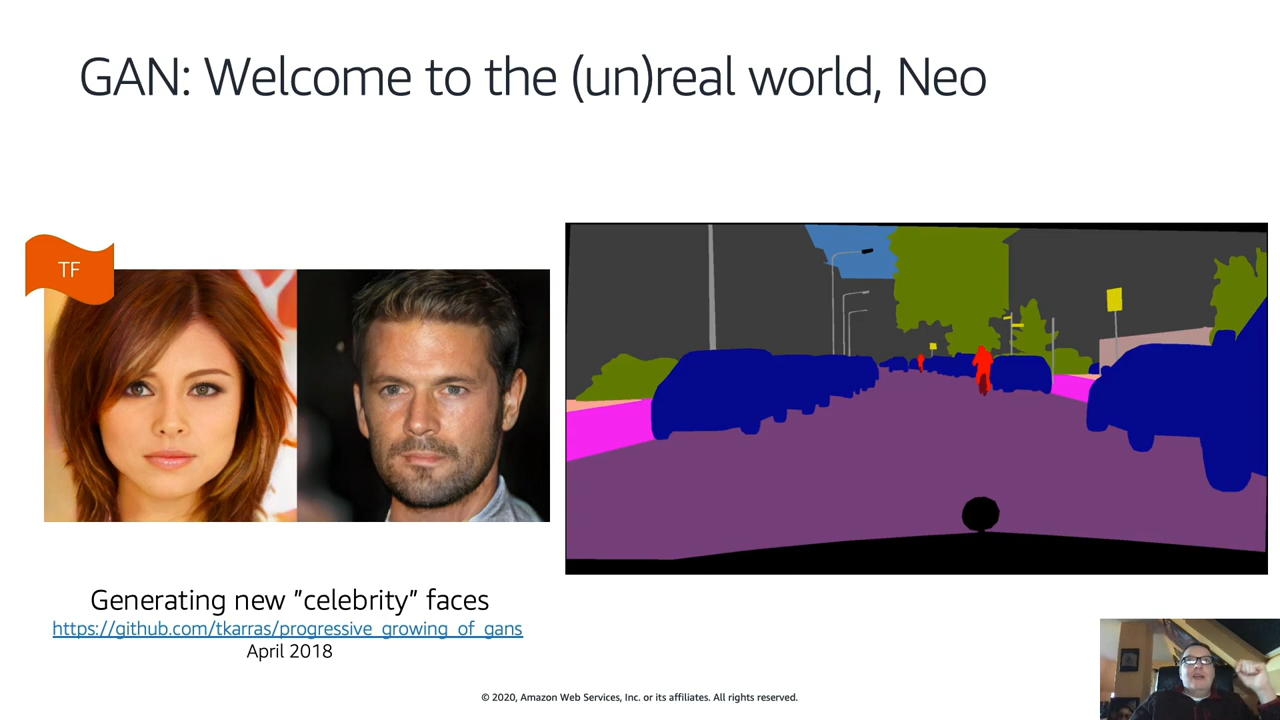 GAN: Welcome to the (un)real world, Neo
TF
Generating new "celebrity" faces
https://github.com/tkarras/progressive_growing_of_gans
April 2018
© 2020, Amazon Web Services, Inc. or its affiliates. All rights reserved.